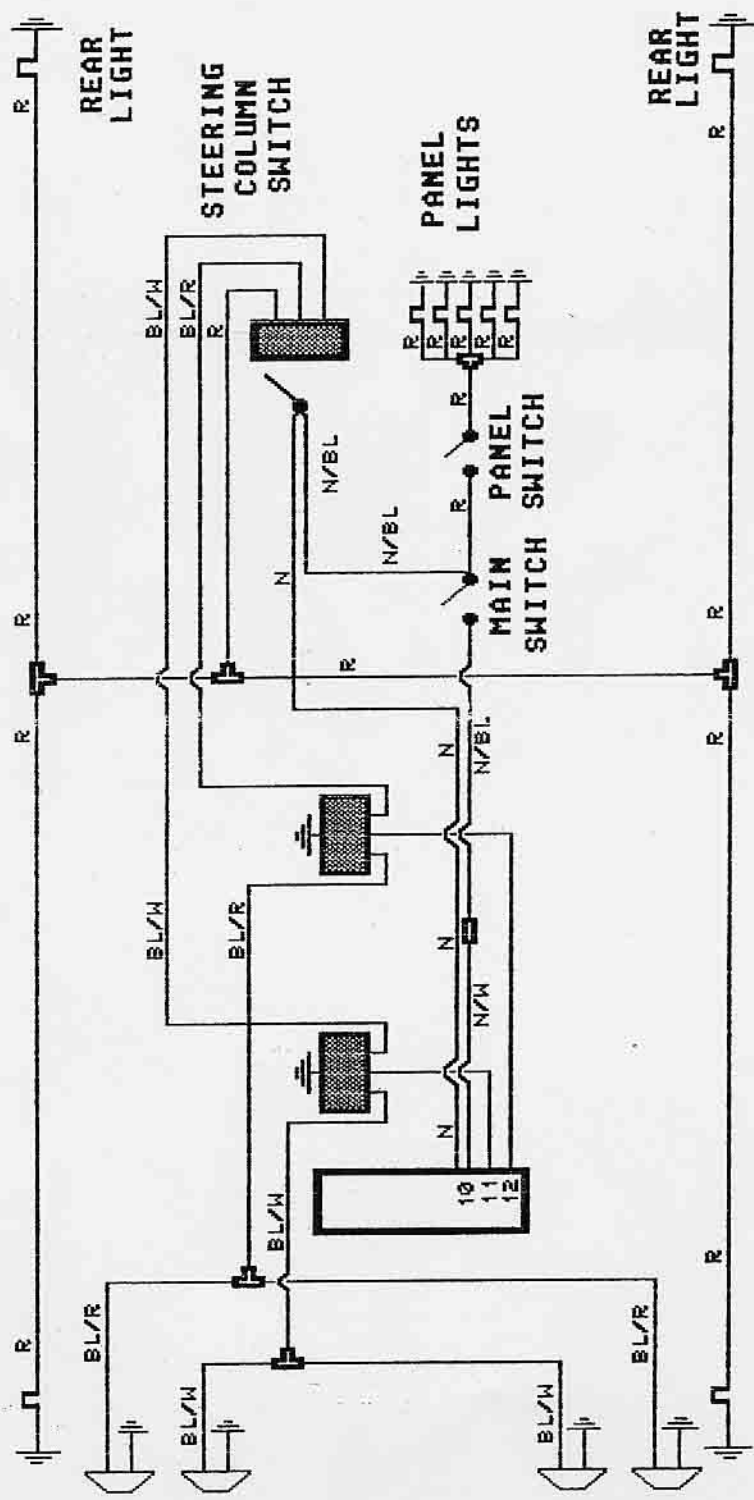 R
R
R
R
REAR
LIGHT
STEERING
COLUMN
SWITCH
BL/W
BL/R
R
BL/W
BL/R
BL/W
N
N/BL
N/BL
R
N
N/BL
N
N/W
N
10
11
12
PANEL
LIGHTS
R
R
R
R
R
R
R
PANEL
SWITCH
MAIN
SWITCH
BL/R
BL/W
BL/W
BL/R
R
R
R
R
REAR
LIGHT